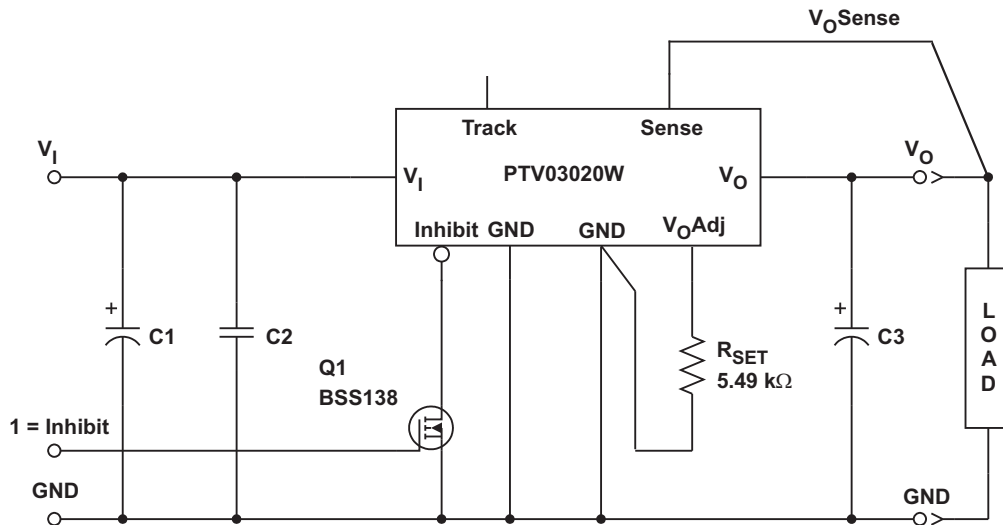 VOSense
Track
Sense
VI
VI
PTV03020W
VO
VO
Inhibit
GND
GND
VOAdj
+
C1
C2
+
C3
LOAD
RSET
5.49 kΩ
Q1
BSS138
1 = Inhibit
GND
GND